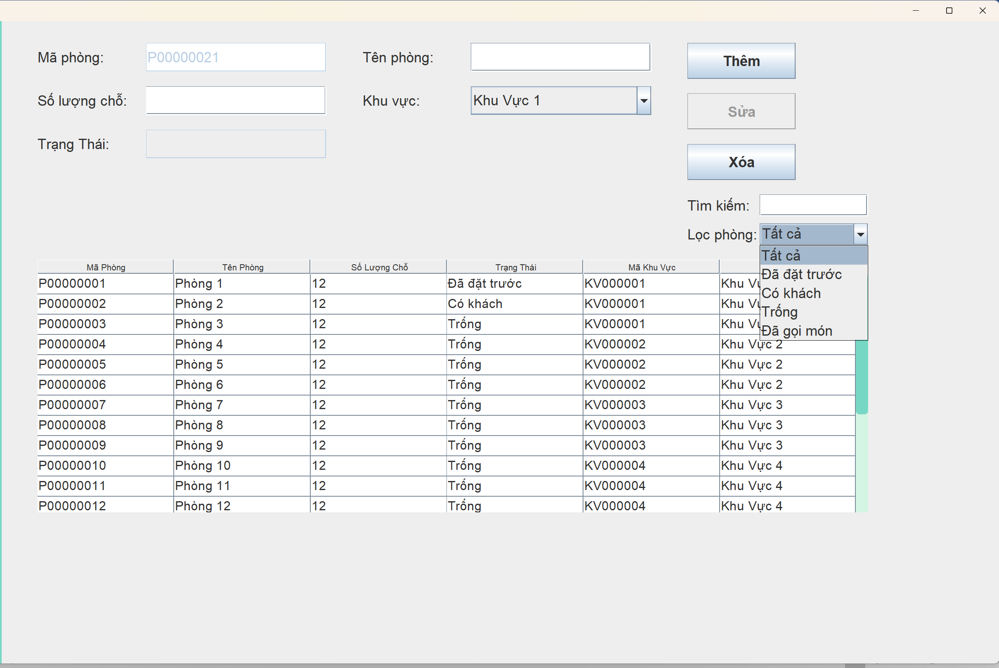 Mã phòng: P00000021 Tên phòng: Thêm
Số lượng chỗ: Khu vực: Khu Vực 1 Sửa
Trạng Thái:
Xóa
Tìm kiếm:
Lọc phòng: Tất cả
Tất cả
Đã đặt trước
Có khách
Trống
Đã gọi món
Mã Phòng Tên Phòng Số Lượng Chỗ Trạng Thái Mã Khu Vực
P00000001 Phòng 1 12 Đã đặt trước KV000001 Khu
P00000002 Phòng 2 12 Có khách KV000001 Khu
P00000003 Phòng 3 12 Trống KV000001 Khu
P00000004 Phòng 4 12 Trống KV000002 Khu Vực 2
P00000005 Phòng 5 12 Trống KV000002 Khu Vực 2
P00000006 Phòng 6 12 Trống KV000002 Khu Vực 2
P00000007 Phòng 7 12 Trống KV000003 Khu Vực 3
P00000008 Phòng 8 12 Trống KV000003 Khu Vực 3
P00000009 Phòng 9 12 Trống KV000003 Khu Vực 3
P00000010 Phòng 10 12 Trống KV000004 Khu Vực 4
P00000011 Phòng 11 12 Trống KV000004 Khu Vực 4
P00000012 Phòng 12 12 Trống KV000004 Khu Vực 4